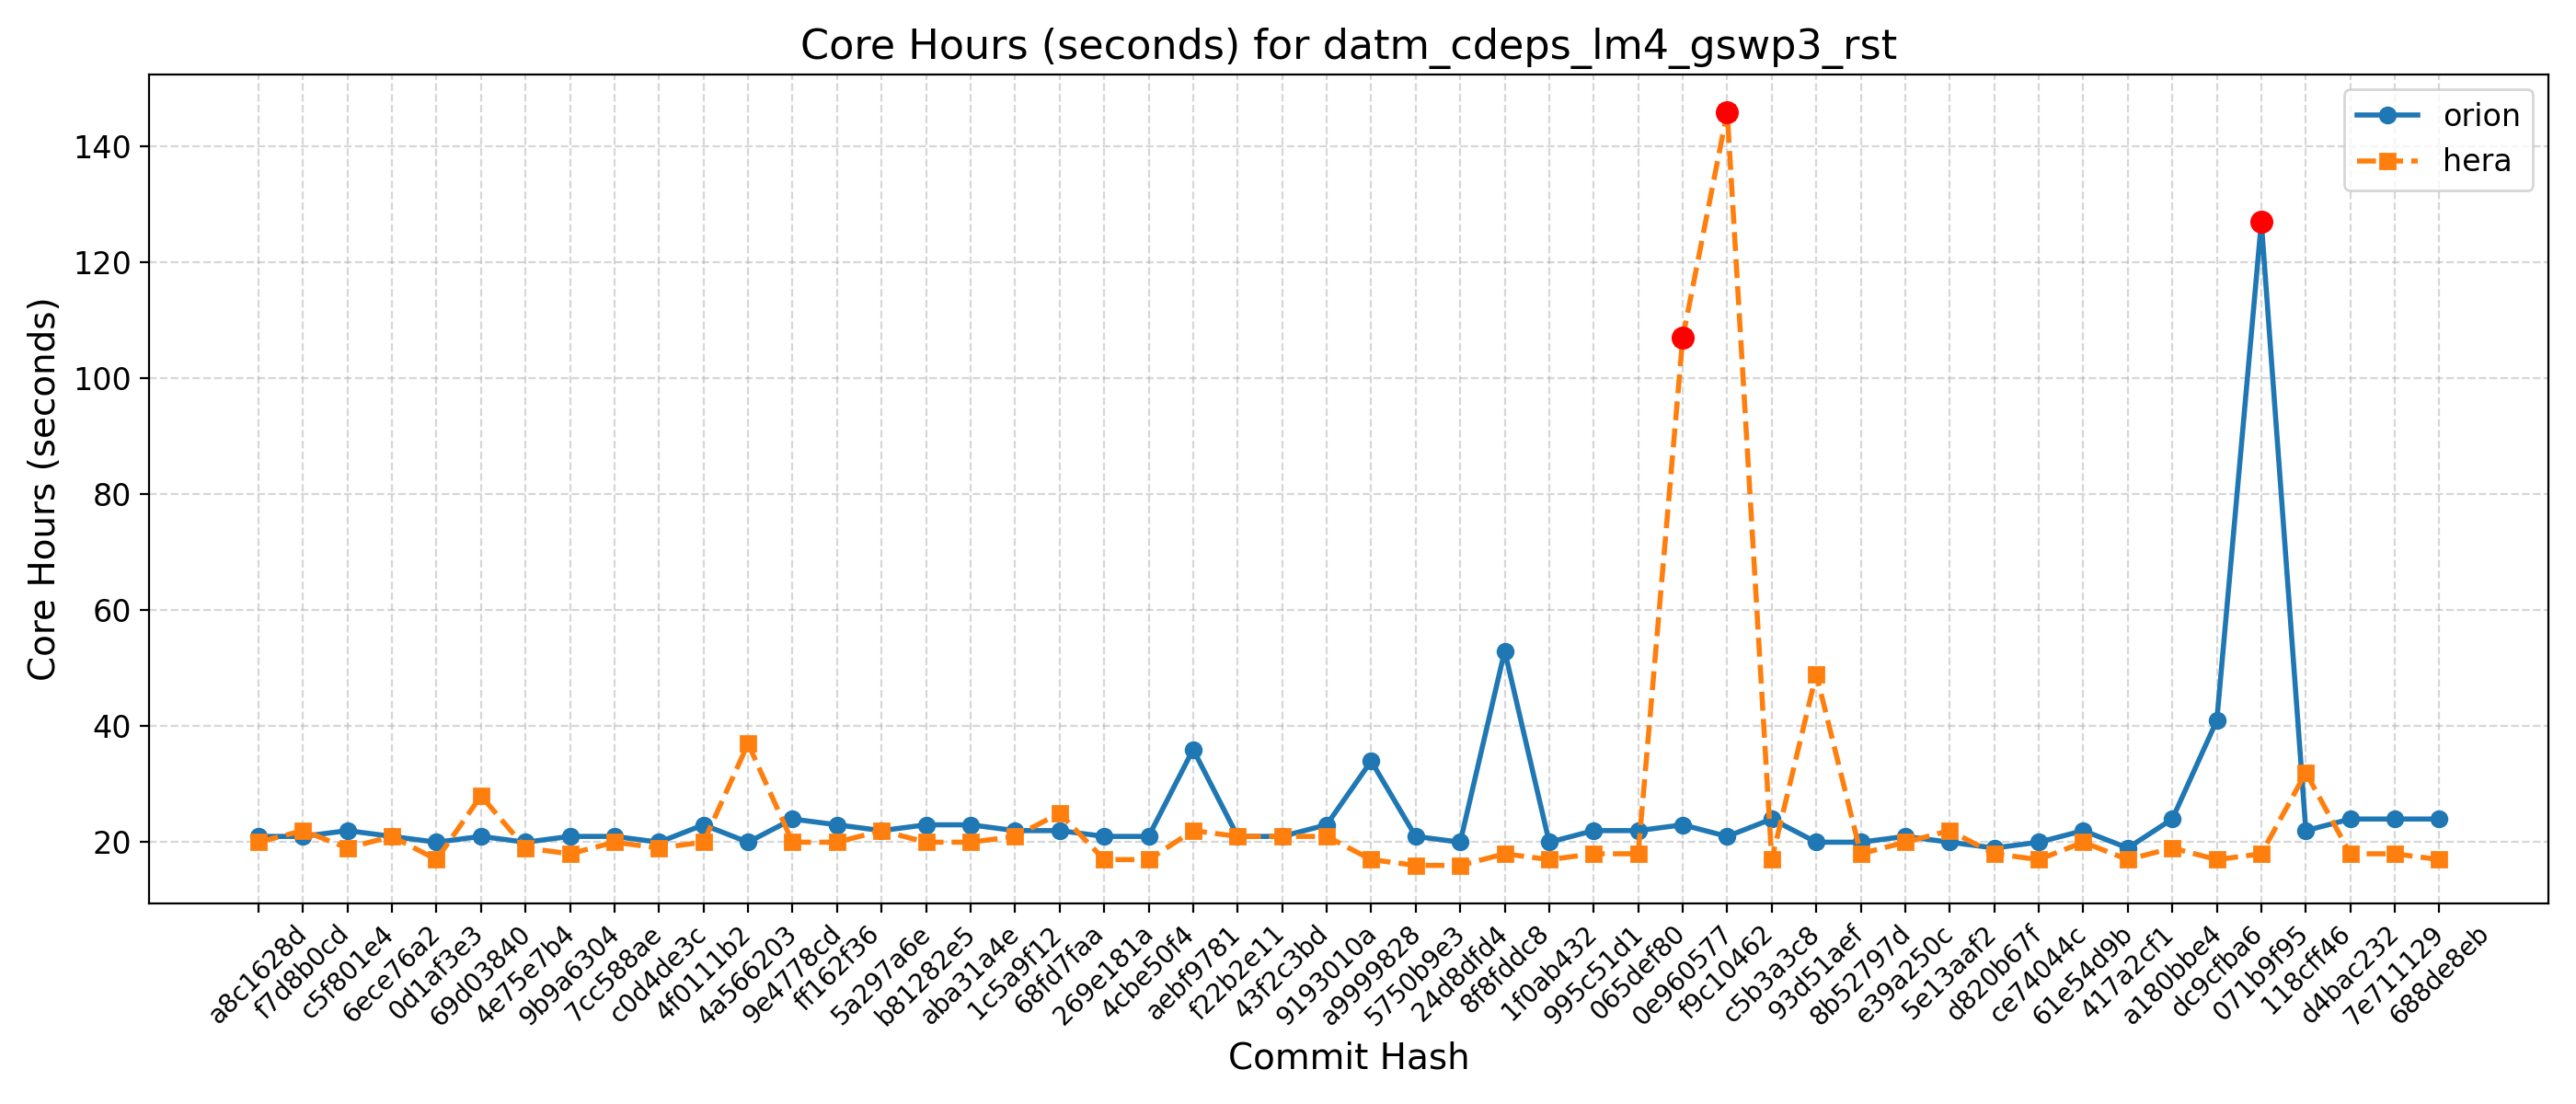 Core Hours (seconds) for datm_cdeps_lm4_gswp3_rst
orion
hera
Core Hours (seconds)
140
120
100
80
60
40
20
a8c1628d
f7d8b0cd
c5f801e4
6ece76a2
0d1af3e3
69d03840
4e75e7b4
9b9a6304
7cc588ae
c0d4de3c
4f0111b2
4a566203
9e4778cd
ff162f36
5a297a6e
b81282e5
aba31a4e
1c5a9f12
68fd7faa
269e181a
4cbe50f4
aebf9781
f22b2e11
43f2c3bd
9193010a
a9999828
5750b9e3
24d8dfd4
8f8fddc8
1f0ab432
995c51d1
065def80
0e960577
f9c10462
c5b3a3c8
93d51aef
8b52797d
e39a250c
5e13aaf2
d820b67f
ce74044c
61e54d9b
417a2cf1
a180bbe4
dc9cfba6
071b9f95
118cff46
d4bac232
7e711129
688de8eb
Commit Hash